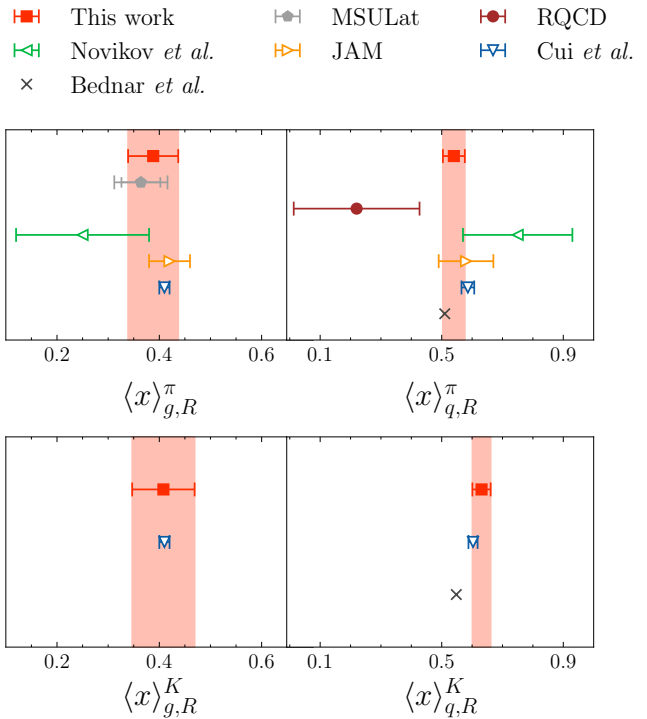 This work MSULat RQCD
Novikov et al. JAM Cui et al.
Bednar et al.
0.2 0.4 0.6 0.1 0.5 0.9
⟨x⟩^π_{g,R} ⟨x⟩^π_{q,R}
0.2 0.4 0.6 0.1 0.5 0.9
⟨x⟩^K_{g,R} ⟨x⟩^K_{q,R}